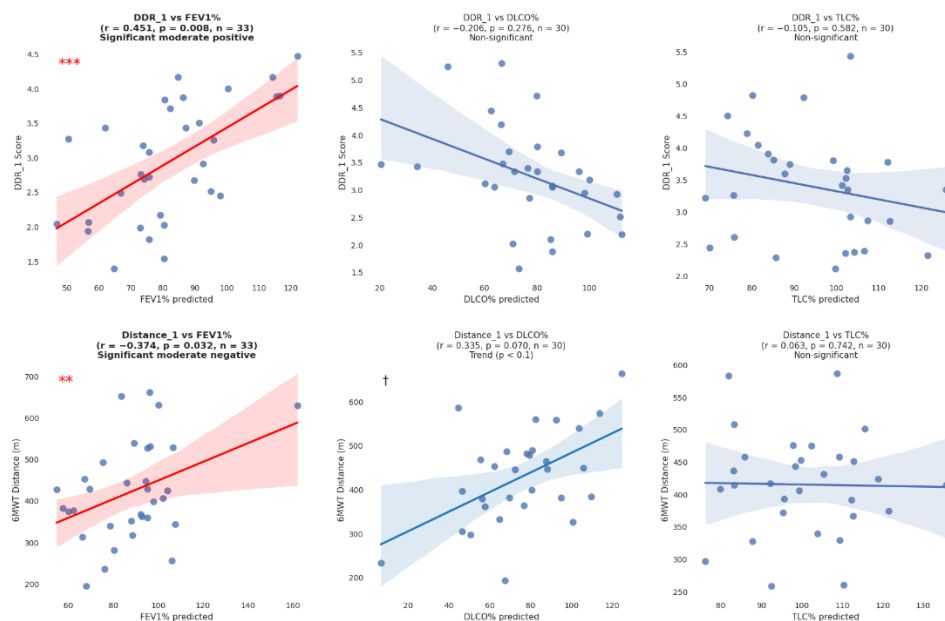 DDR_1 vs FEV1%
(r = 0.451, p = 0.008, n = 33)
Significant moderate positive
***
DDR_1 Score
4.5
4.0
3.5
3.0
2.5
2.0
1.5
50
60
70
80
90
100
110
120
FEV1% predicted
DDR_1 vs DLCO%
(r = −0.206, p = 0.276, n = 30)
Non-significant
DDR_1 Score
5.5
5.0
4.5
4.0
3.5
3.0
2.5
2.0
1.5
20
40
60
80
100
DLCO% predicted
DDR_1 vs TLC%
(r = −0.105, p = 0.582, n = 30)
Non-significant
DDR_1 Score
5.5
5.0
4.5
4.0
3.5
3.0
2.5
2.0
70
80
90
100
110
120
TLC% predicted
Distance_1 vs FEV1%
(r = −0.374, p = 0.032, n = 33)
Significant moderate negative
**
6MWT Distance (m)
700
600
500
400
300
200
60
80
100
120
140
160
FEV1% predicted
Distance_1 vs DLCO%
(r = 0.335, p = 0.070, n = 30)
Trend (p < 0.1)
†
6MWT Distance (m)
600
500
400
300
200
20
40
60
80
100
120
DLCO% predicted
Distance_1 vs TLC%
(r = 0.063, p = 0.742, n = 30)
Non-significant
6MWT Distance (m)
600
550
500
450
400
350
300
250
80
90
100
110
120
130
TLC% predicted